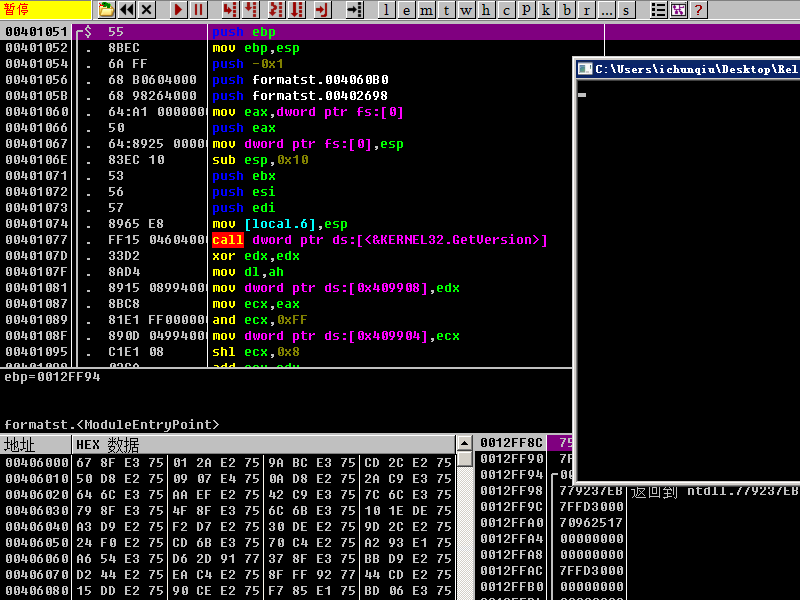 暂停 l e m t w h c p k b r ... s ?
00401051 $ 55 push ebp
00401052 . 8BEC mov ebp,esp
00401054 . 6A FF push -0x1
00401056 . 68 B0604000 push formatst.004060B0
0040105B . 68 98264000 push formatst.00402698
00401060 . 64:A1 0000000 mov eax,dword ptr fs:[0]
00401066 . 50 push eax
00401067 . 64:8925 00000 mov dword ptr fs:[0],esp
0040106E . 83EC 10 sub esp,0x10
00401071 . 53 push ebx
00401072 . 56 push esi
00401073 . 57 push edi
00401074 . 8965 E8 mov [local.6],esp
00401077 . FF15 04604000 call dword ptr ds:[<&KERNEL32.GetVersion>]
0040107D . 33D2 xor edx,edx
0040107F . 8AD4 mov dl,ah
00401081 . 8915 08994000 mov dword ptr ds:[0x409908],edx
00401087 . 8BC8 mov ecx,eax
00401089 . 81E1 FF000000 and ecx,0xFF
0040108F . 890D 04994000 mov dword ptr ds:[0x409904],ecx
00401095 . C1E1 08 shl ecx,0x8
C:\Users\ichunqiu\Desktop\Rel
ebp=0012FF94
formatst.<ModuleEntryPoint>
地址 HEX 数据
00406000 67 8F E3 75 01 2A E2 75 9A BC E3 75 CD 2C E2 75
00406010 50 D8 E2 75 09 07 E4 75 0A D8 E2 75 2A C9 E3 75
00406020 64 6C E3 75 AA EF E2 75 42 C9 E3 75 7C 6C E3 75
00406030 79 8F E3 75 4F 8F E3 75 6C 6B E3 75 10 1E DE 75
00406040 A3 D9 E2 75 F2 D7 E2 75 30 DE E2 75 9D 2C E2 75
00406050 24 F0 E2 75 CD 6B E3 75 70 C4 E2 75 A2 93 E1 75
00406060 A6 54 E3 75 D6 2D 91 77 37 8F E3 75 BB D9 E2 75
00406070 D2 44 E2 75 EA C4 E2 75 8F FF 92 77 44 CD E2 75
00406080 15 DD E2 75 90 CE E2 75 F7 85 E1 75 BD 06 E3 75
0012FF8C 75
0012FF90 7F
0012FF94 00
0012FF98 779237EB 返回到 ntdll.779237EB
0012FF9C 7FFD3000
0012FFA0 70962517
0012FFA4 00000000
0012FFA8 00000000
0012FFAC 7FFD3000
0012FFB0 00000000